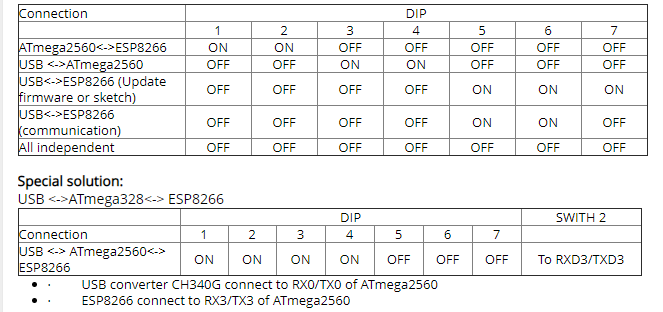 Connection DIP
1 2 3 4 5 6 7
ATmega2560<->ESP8266 ON ON OFF OFF OFF OFF OFF
USB <->ATmega2560 OFF OFF ON ON OFF OFF OFF
USB<->ESP8266 (Update
firmware or sketch) OFF OFF OFF OFF ON ON ON
USB<->ESP8266
(communication) OFF OFF OFF OFF ON ON OFF
All independent OFF OFF OFF OFF OFF OFF OFF
Special solution:
USB <->ATmega328<-> ESP8266
DIP SWITH 2
Connection 1 2 3 4 5 6 7
USB <-> ATmega2560<->
ESP8266 ON ON ON ON OFF OFF OFF To RXD3/TXD3
• · USB converter CH340G connect to RX0/TX0 of ATmega2560
• · ESP8266 connect to RX3/TX3 of ATmega2560